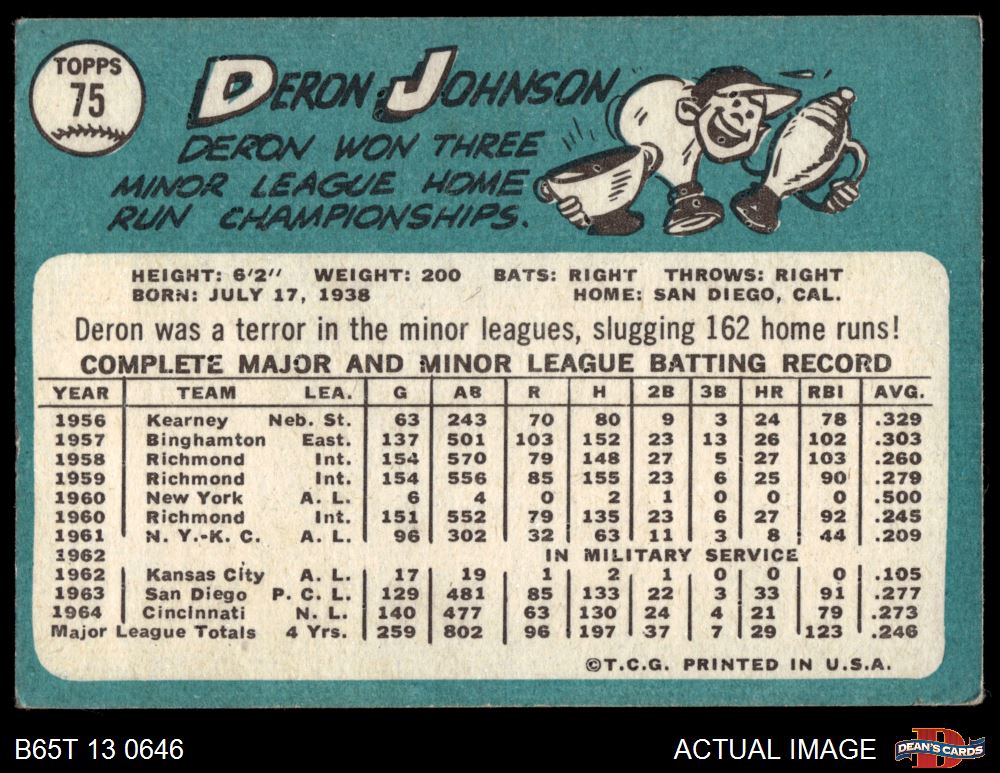 TOPPS
75
DERON JOHNSON
DERON WON THREE
MINOR LEAGUE HOME
RUN CHAMPIONSHIPS.
HEIGHT: 6'2" WEIGHT: 200 BATS: RIGHT THROWS: RIGHT
BORN: JULY 17, 1938 HOME: SAN DIEGO, CAL.
Deron was a terror in the minor leagues, slugging 162 home runs!
COMPLETE MAJOR AND MINOR LEAGUE BATTING RECORD
YEAR TEAM LEA. G AB R H 2B 3B HR RBI AVG.
1956 Kearney Neb. St. 63 243 70 80 9 3 24 78 .329
1957 Binghamton East. 137 501 103 152 23 13 26 102 .303
1958 Richmond Int. 154 570 79 148 27 5 27 103 .260
1959 Richmond Int. 154 556 85 155 23 6 25 90 .279
1960 New York A. L. 6 4 0 2 1 0 0 0 .500
1960 Richmond Int. 151 552 79 135 23 6 27 92 .245
1961 N. Y.-K. C. A. L. 96 302 32 63 11 3 8 44 .209
1962 IN MILITARY SERVICE
1962 Kansas City A. L. 17 19 1 2 1 0 0 0 .105
1963 San Diego P. C. L. 129 481 85 133 22 3 33 91 .277
1964 Cincinnati N. L. 140 477 63 130 24 4 21 79 .273
Major League Totals 4 Yrs. 259 802 96 197 37 7 29 123 .246
©T.C.G. PRINTED IN U.S.A.
B65T 13 0646 ACTUAL IMAGE DEAN'S CARDS